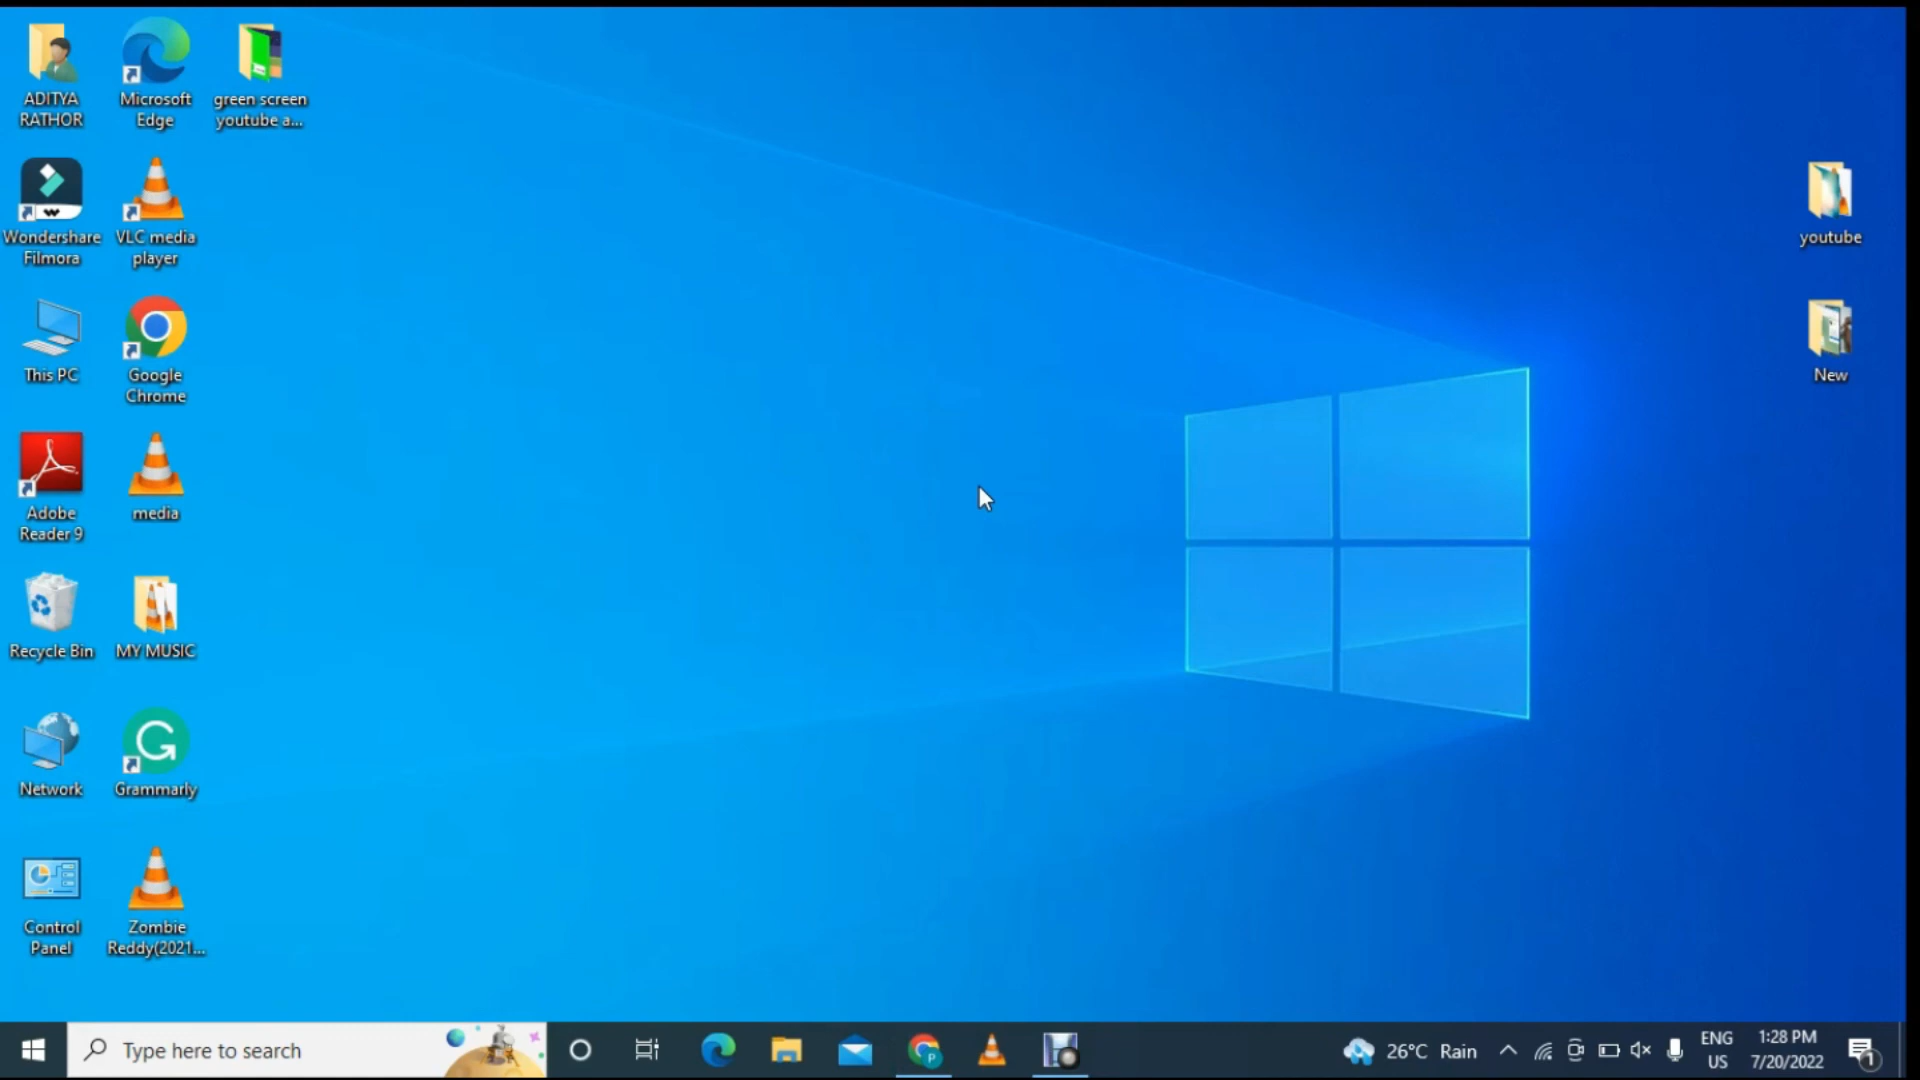 ADITYA
RATHOR
Microsoft
Edge
green screen
youtube a...
Wondershare
Filmora
VLC media
player
youtube
This PC
Google
Chrome
New
Adobe
Reader 9
media
Recycle Bin
MY MUSIC
Network
Grammarly
Control
Panel
Zombie
Reddy(2021...
Type here to search
26°C Rain
ENG
US
1:28 PM
7/20/2022
1